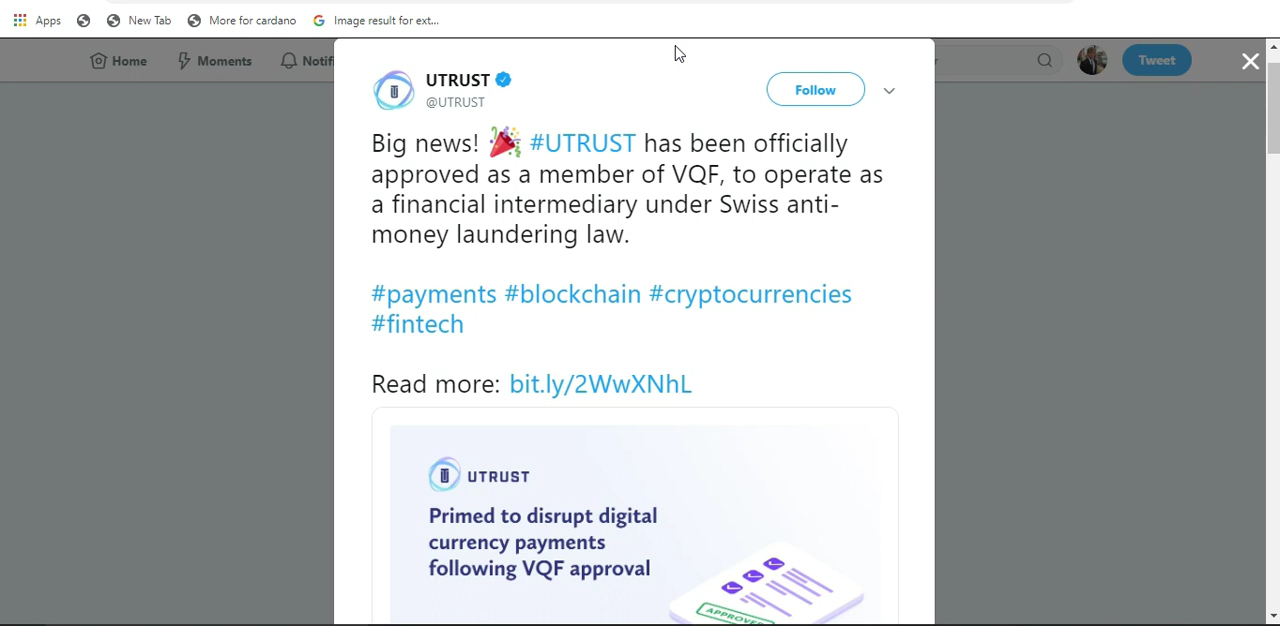 Apps New Tab More for cardano Image result for ext...
Home Moments Notifi Tweet
UTRUST
@UTRUST
Follow
Big news! 🎉 #UTRUST has been officially
approved as a member of VQF, to operate as
a financial intermediary under Swiss anti-
money laundering law.
#payments #blockchain #cryptocurrencies
#fintech
Read more: bit.ly/2WwXNhL
UTRUST
Primed to disrupt digital
currency payments
following VQF approval
APPROVED